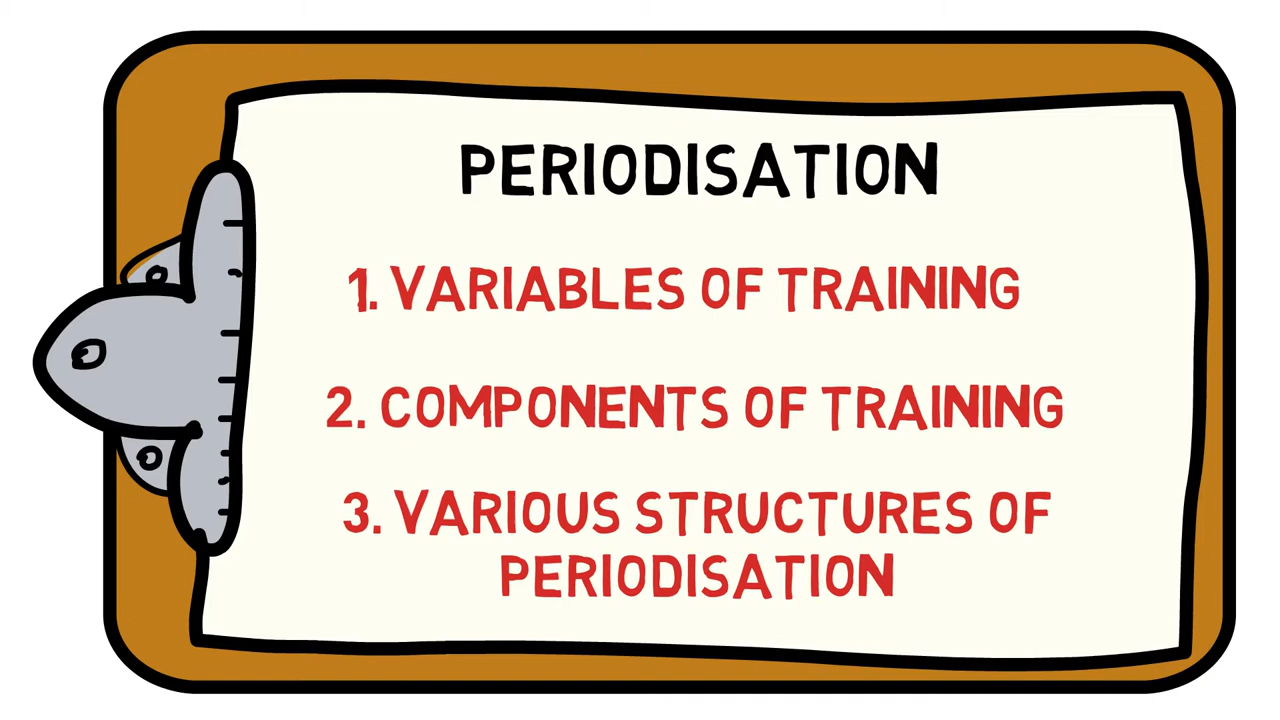 PERIODISATION
1. VARIABLES OF TRAINING
2. COMPONENTS OF TRAINING
3. VARIOUS STRUCTURES OF
PERIODISATION